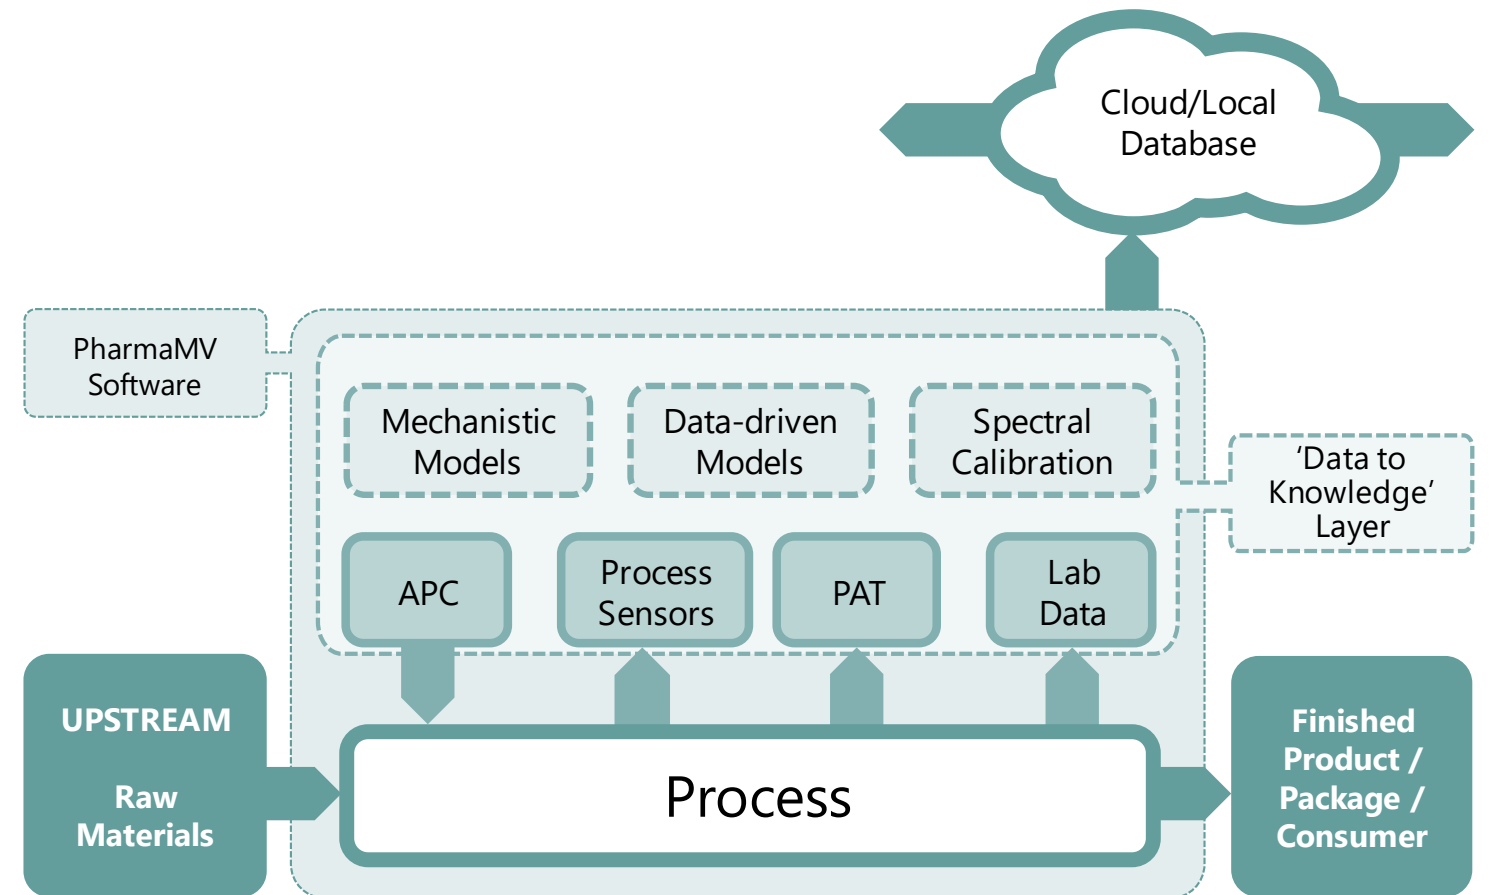 Cloud/Local
Database
PharmaMV
Software
Mechanistic
Models
Data-driven
Models
Spectral
Calibration
‘Data to
Knowledge’
Layer
APC
Process
Sensors
PAT
Lab
Data
UPSTREAM
Raw
Materials
Process
Finished
Product /
Package /
Consumer